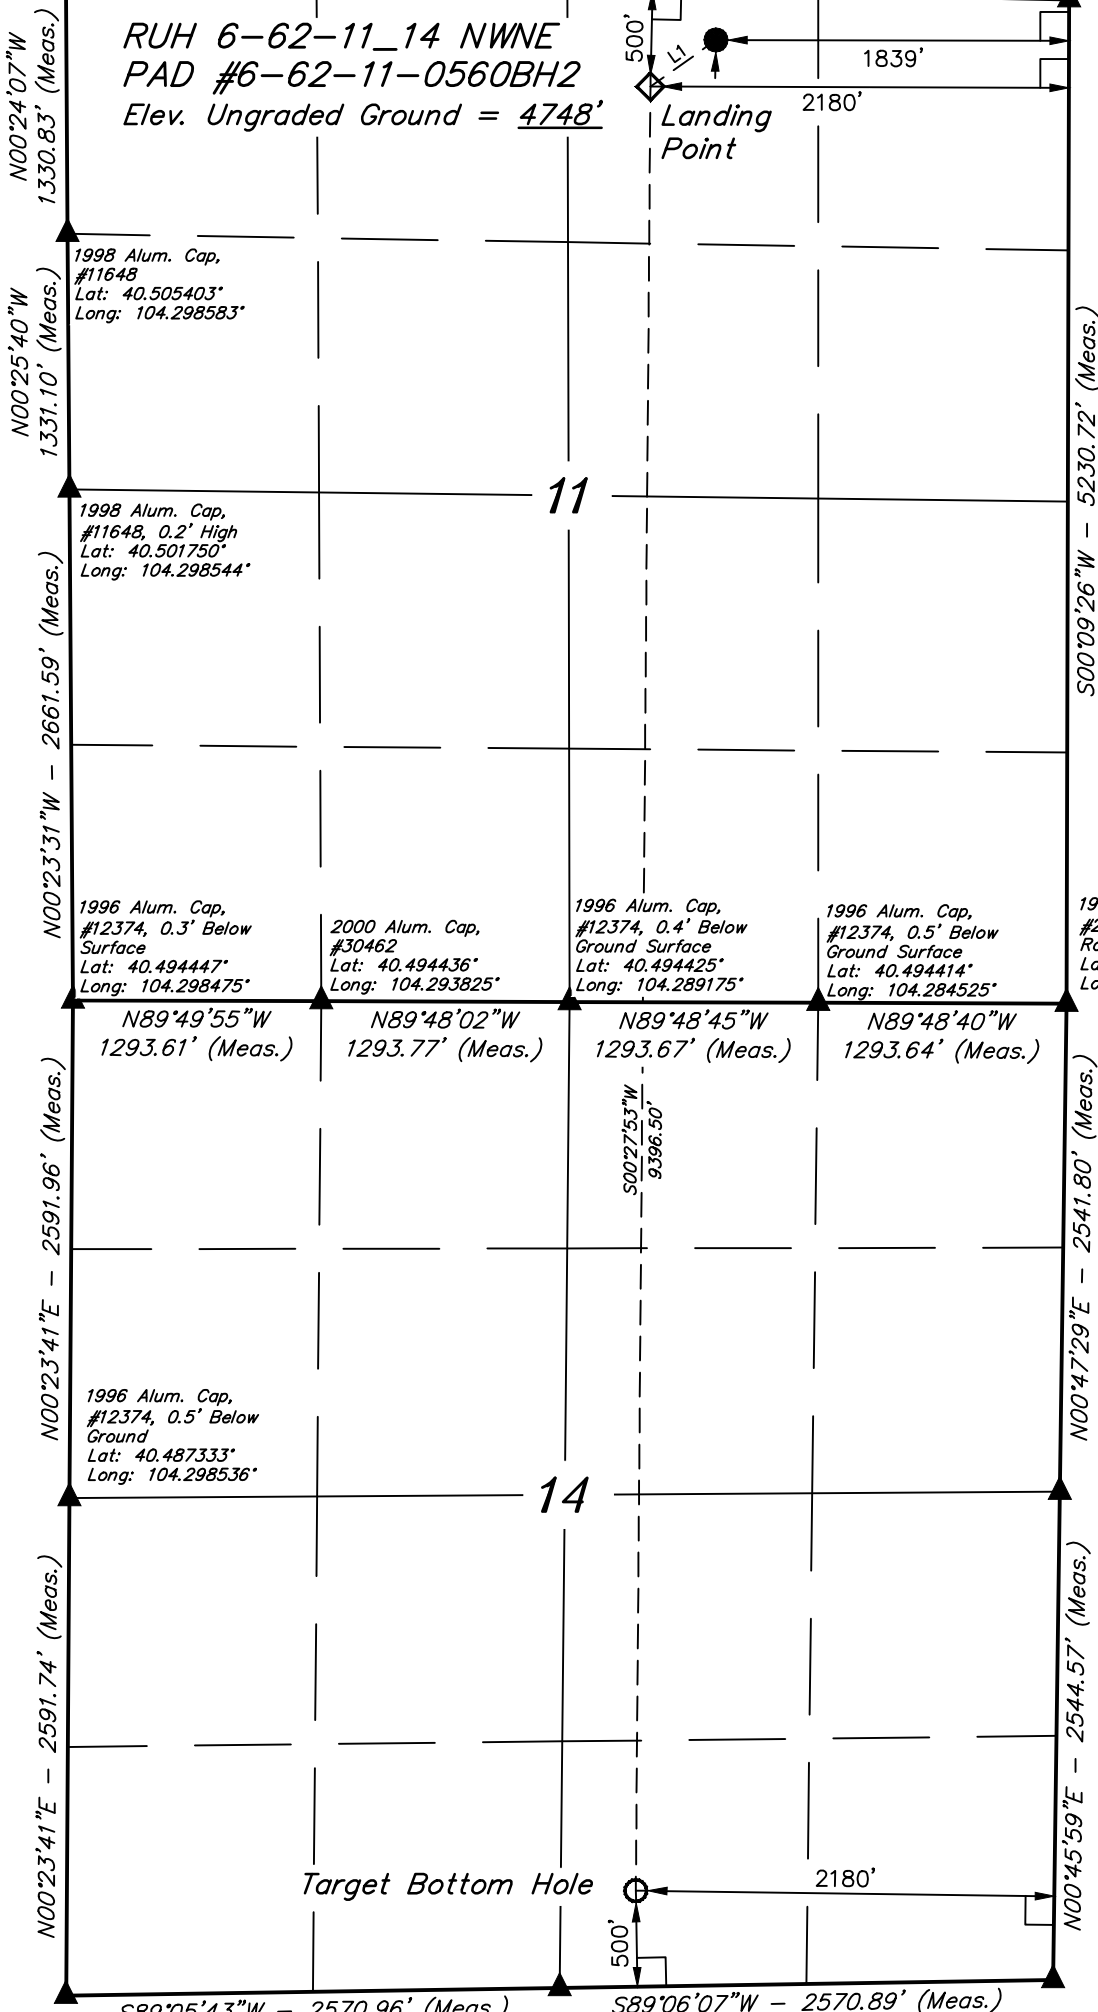 RUH 6-62-11_14 NWNE
PAD #6-62-11-0560BH2
Elev. Ungraded Ground = 4748'
500'
L1
1839'
2180'
Landing
Point
N00°24'07"W
1330.83' (Meas.)
1998 Alum. Cap,
#11648
Lat: 40.505403°
Long: 104.298583°
N00°25'40"W
1331.10' (Meas.)
S00°09'26"W - 5230.72' (Meas.)
11
1998 Alum. Cap,
#11648, 0.2' High
Lat: 40.501750°
Long: 104.298544°
N00°23'31"W - 2661.59' (Meas.)
1996 Alum. Cap,
#12374, 0.3' Below
Surface
Lat: 40.494447°
Long: 104.298475°
2000 Alum. Cap,
#30462
Lat: 40.494436°
Long: 104.293825°
1996 Alum. Cap,
#12374, 0.4' Below
Ground Surface
Lat: 40.494425°
Long: 104.289175°
1996 Alum. Cap,
#12374, 0.5' Below
Ground Surface
Lat: 40.494414°
Long: 104.284525°
N89°49'55"W
1293.61' (Meas.)
N89°48'02"W
1293.77' (Meas.)
N89°48'45"W
1293.67' (Meas.)
N89°48'40"W
1293.64' (Meas.)
S00°27'53"W
9396.50'
N00°23'41"E - 2591.96' (Meas.)
N00°47'29"E - 2541.80' (Meas.)
1996 Alum. Cap,
#12374, 0.5' Below
Ground
Lat: 40.487333°
Long: 104.298536°
14
N00°23'41"E - 2591.74' (Meas.)
N00°45'59"E - 2544.57' (Meas.)
Target Bottom Hole
2180'
500'
S89°05'43"W - 2570.96' (Meas.)
S89°06'07"W - 2570.89' (Meas.)